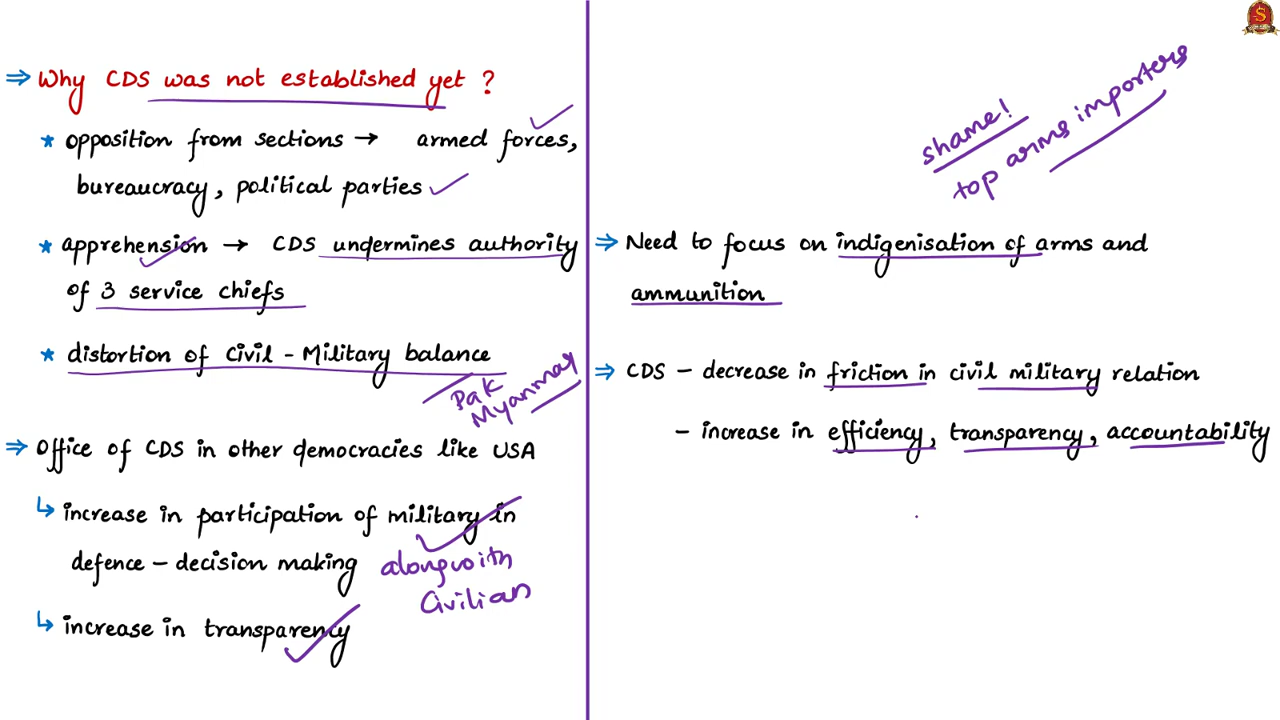 ⇒ Why CDS was not established yet ?
* opposition from sections → armed forces,
bureaucracy, political parties
* apprehension → CDS undermines authority
of 3 service chiefs
* distortion of Civil - Military balance
Pak
Myanmar
⇒ Office of CDS in other democracies like USA
↳ increase in participation of military in
defence - decision making
alongwith
Civilian
↳ increase in transparency
shame!
top arms importers
⇒ Need to focus on indigenisation of arms and
ammunition
⇒ CDS - decrease in friction in civil military relation
- increase in efficiency, transparency, accountability